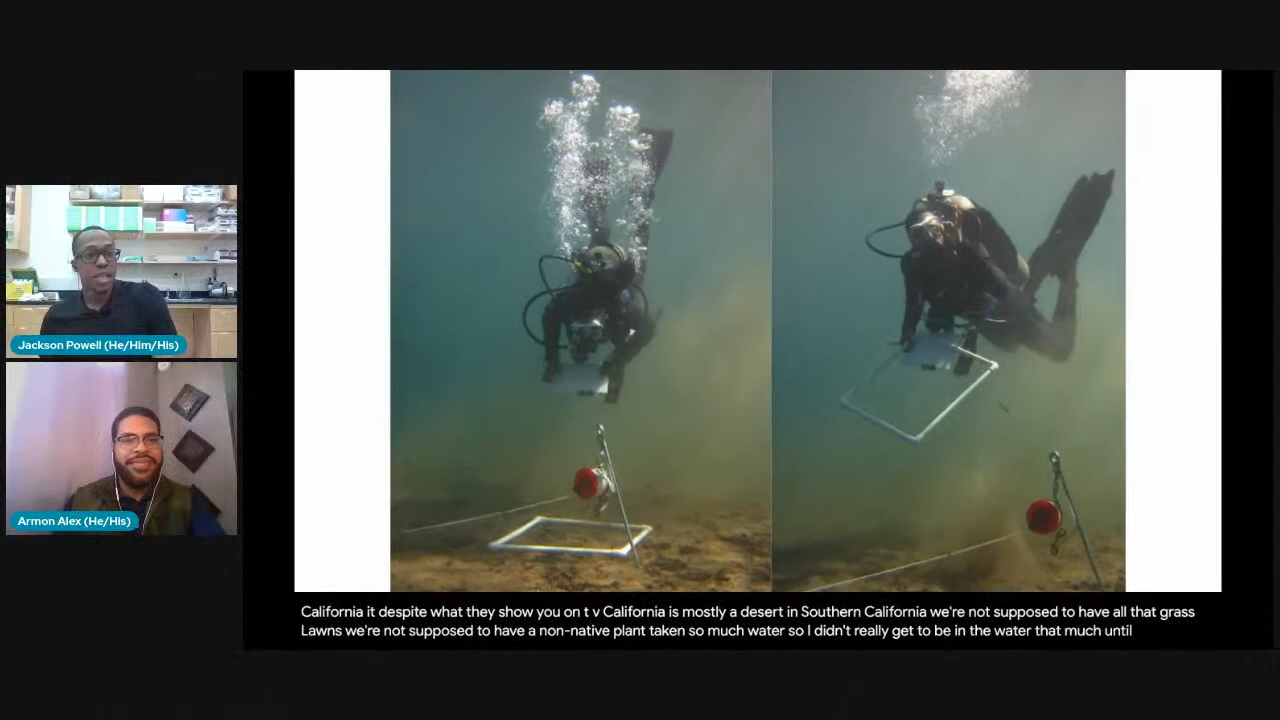 Jackson Powell (He/Him/His)
Armon Alex (He/His)
California it despite what they show you on t v California is mostly a desert in Southern California we're not supposed to have all that grass
Lawns we're not supposed to have a non-native plant taken so much water so I didn't really get to be in the water that much until